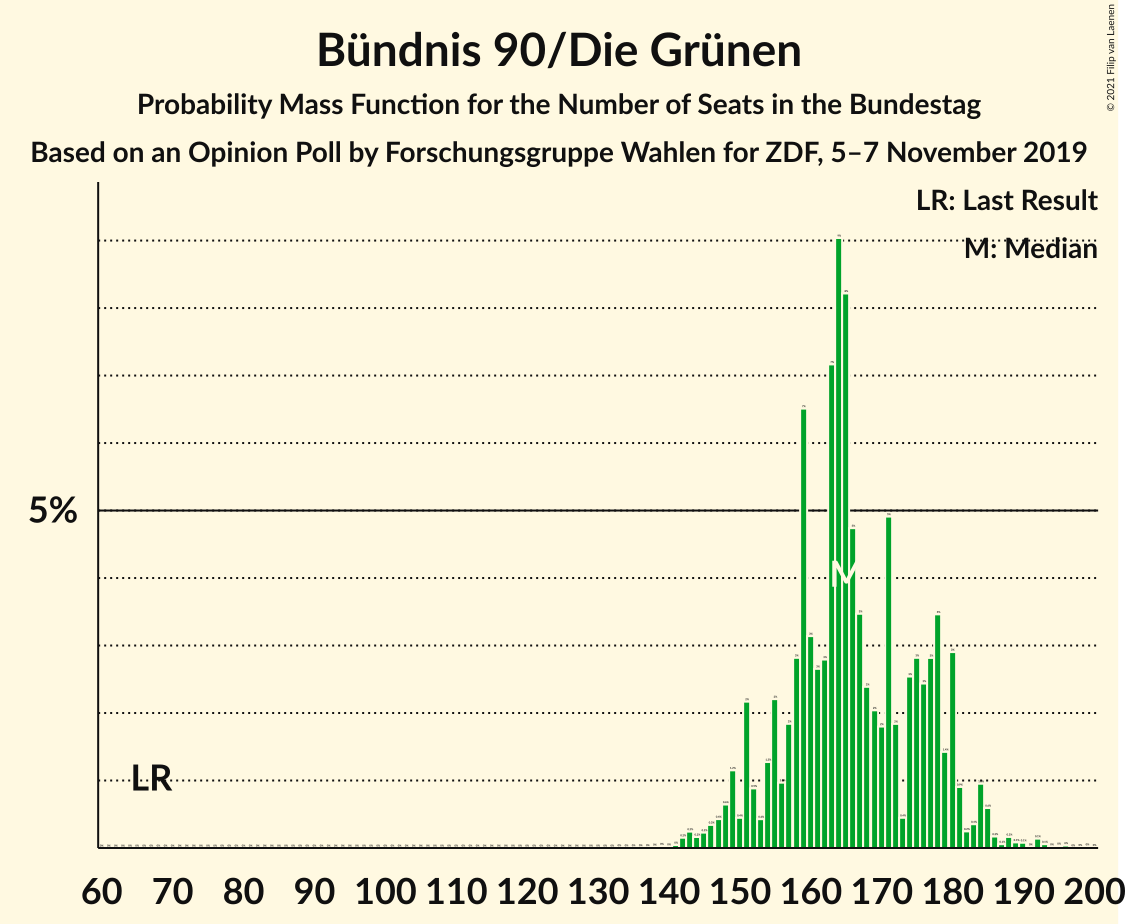 Bündnis 90/Die Grünen
Probability Mass Function for the Number of Seats in the Bundestag
Based on an Opinion Poll by Forschungsgruppe Wahlen for ZDF, 5–7 November 2019
© 2021 Filip van Laenen
LR: Last Result
M: Median
5%
M
LR
60 70 80 90 100 110 120 130 140 150 160 170 180 190 200